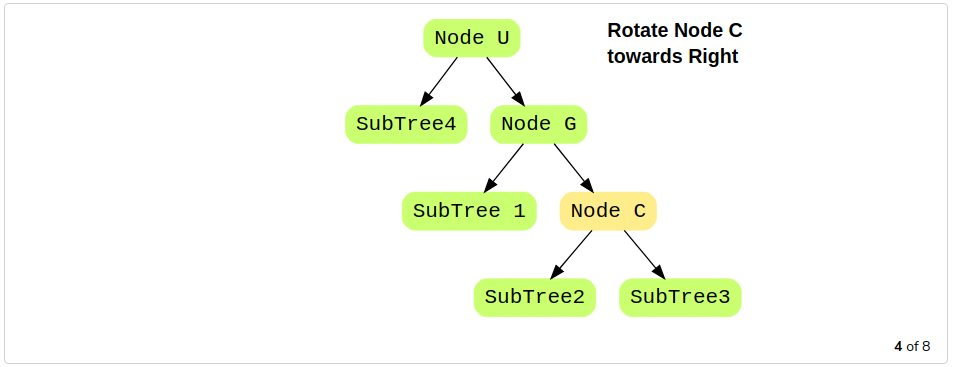 Node U
Rotate Node C
towards Right
SubTree4
Node G
SubTree 1
Node C
SubTree2
SubTree3
4 of 8